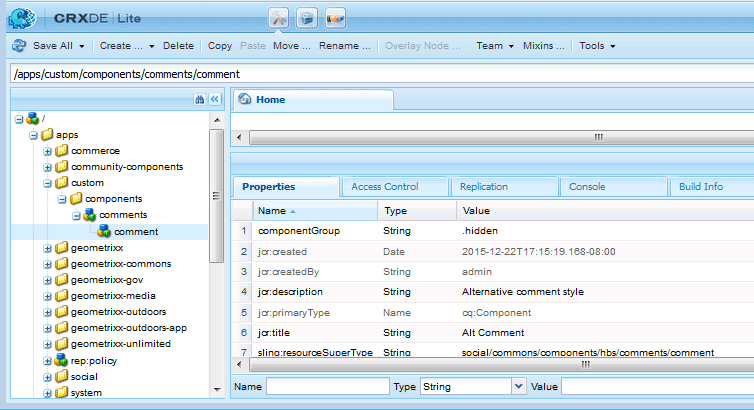 CRXDE | Lite
Save All Create ... Delete Copy Paste Move ... Rename ... Overlay Node ... Team Mixins ... Tools
/apps/custom/components/comments/comment
/
apps
commerce
community-components
custom
components
comments
comment
geometrixx
geometrixx-commons
geometrixx-gov
geometrixx-media
geometrixx-outdoors
geometrixx-outdoors-app
geometrixx-unlimited
rep:policy
social
system
Home
Properties Access Control Replication Console Build Info
Name Type Value
1 componentGroup String .hidden
2 jcr:created Date 2015-12-22T17:15:19.168-08:00
3 jcr:createdBy String admin
4 jcr:description String Alternative comment style
5 jcr:primaryType Name cq:Component
6 jcr:title String Alt Comment
7 sling:resourceSuperType String social/commons/components/hbs/comments/comment
Name Type String Value